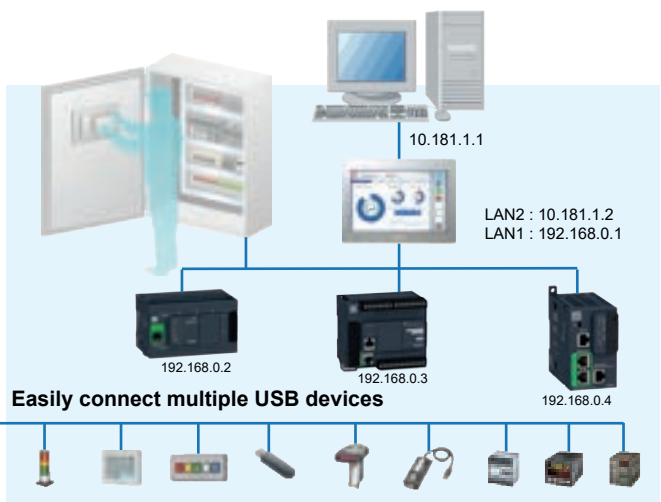 10.181.1.1
LAN2 : 10.181.1.2
LAN1 : 192.168.0.1
192.168.0.2
192.168.0.3
192.168.0.4
Easily connect multiple USB devices